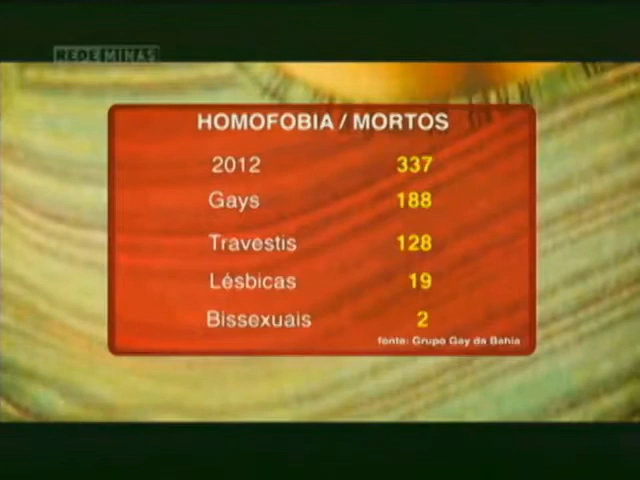 REDE MINAS
HOMOFOBIA / MORTOS
2012 337
Gays 188
Travestis 128
Lésbicas 19
Bissexuais 2
fonte: Grupo Gay da Bahia